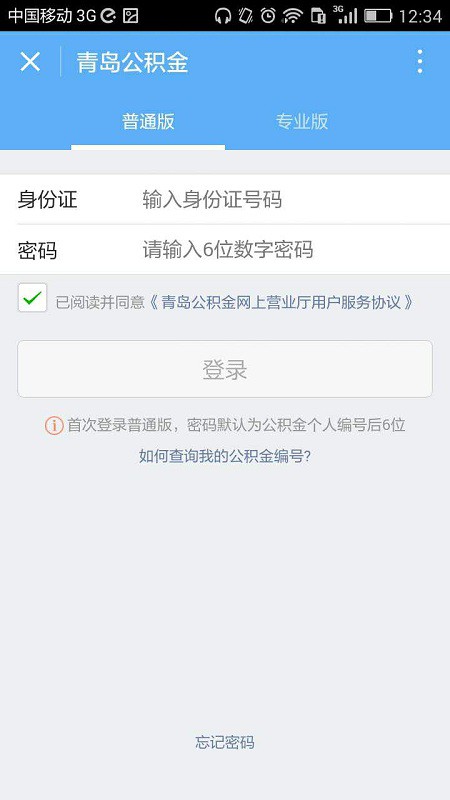 中国移动 3G 3G 12:34
青岛公积金
普通版 专业版
身份证 输入身份证号码
密码 请输入6位数字密码
已阅读并同意《青岛公积金网上营业厅用户服务协议》
登录
首次登录普通版，密码默认为公积金个人编号后6位
如何查询我的公积金编号?
忘记密码